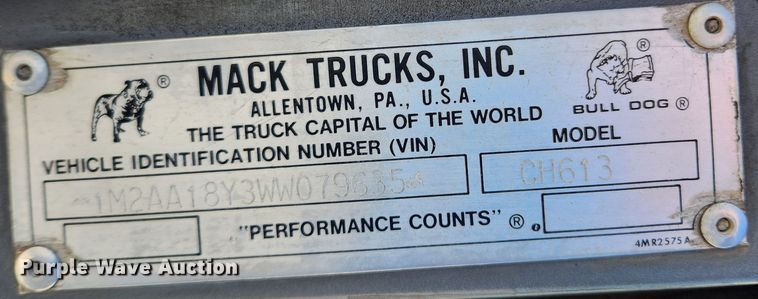 MACK TRUCKS, INC.
ALLENTOWN, PA., U.S.A.
THE TRUCK CAPITAL OF THE WORLD
®
®
BULL DOG ®
VEHICLE IDENTIFICATION NUMBER (VIN)
MODEL
1M2AA18Y3WW079635
CH613
"PERFORMANCE COUNTS"®.
4MR2575A
Purple Wave Auction